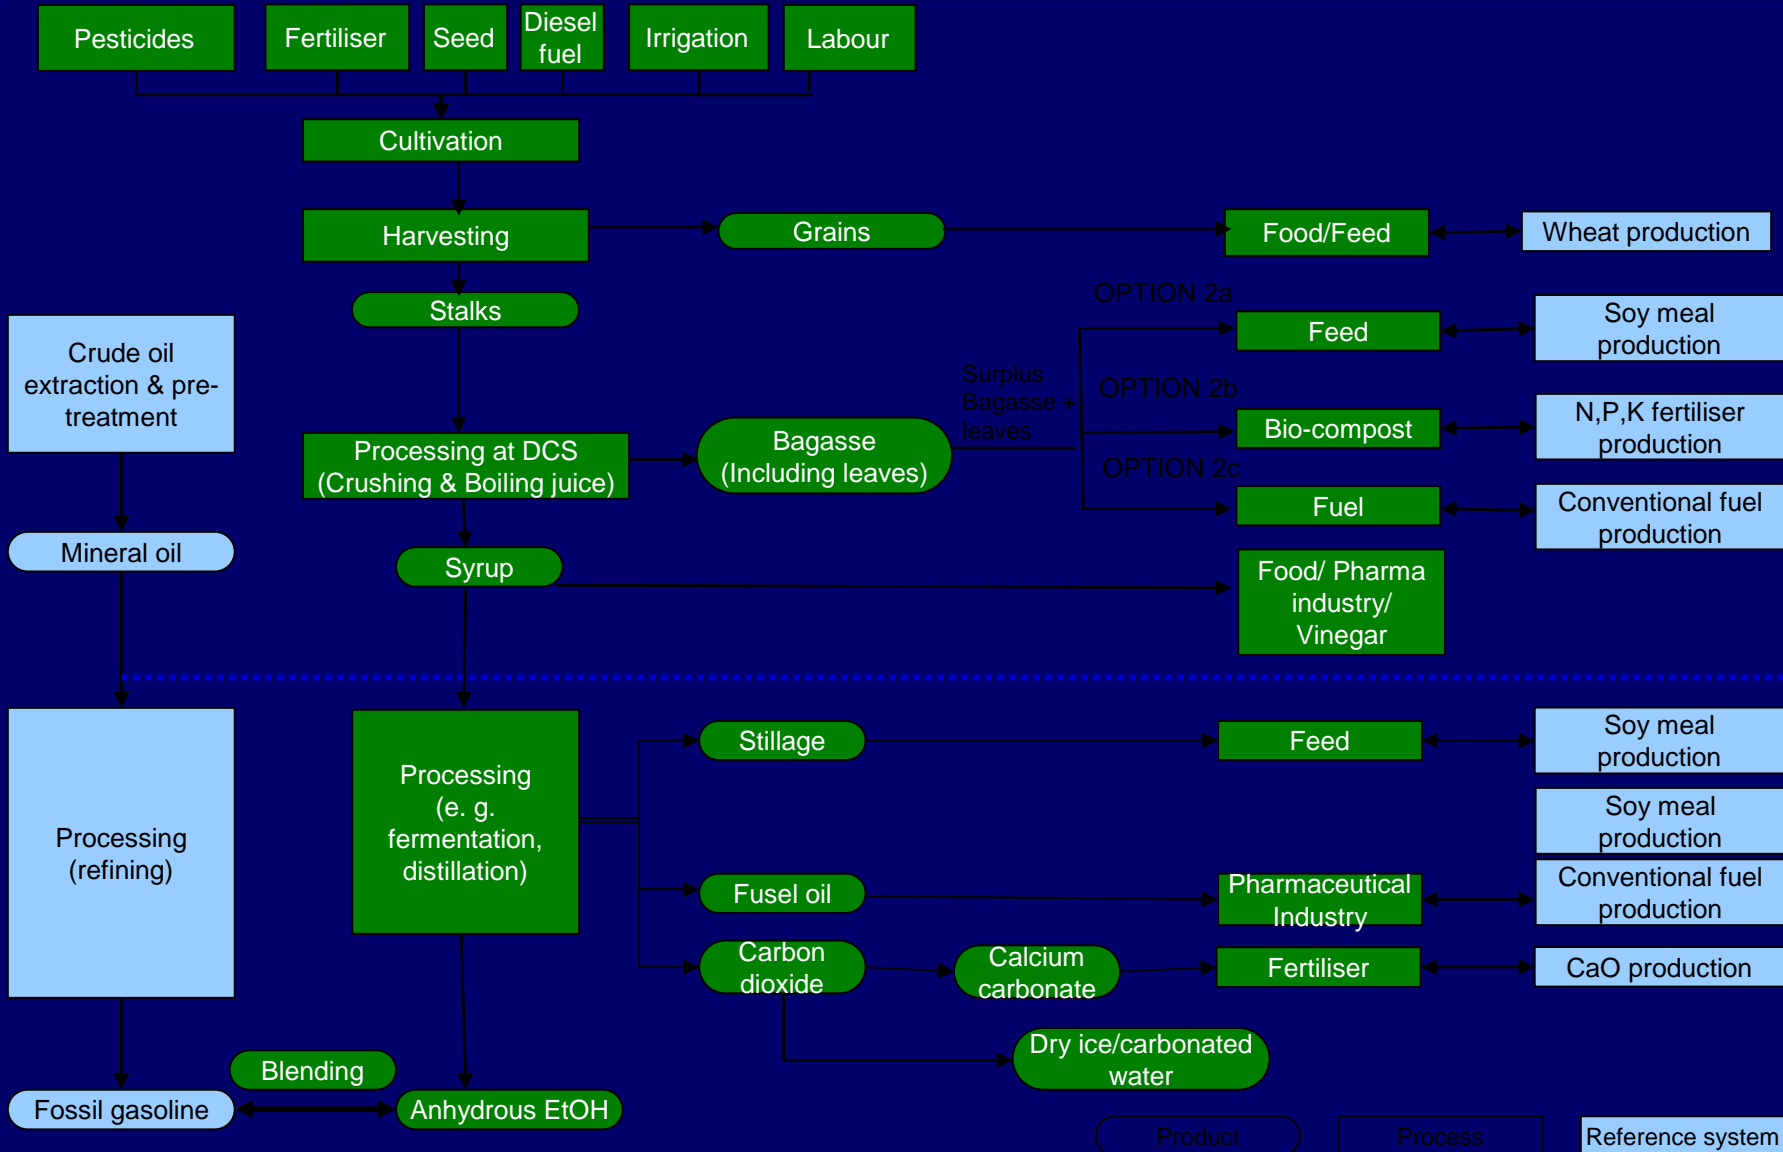 Pesticides
Fertiliser
Seed
Diesel
fuel
Irrigation
Labour
Cultivation
Harvesting
Grains
Food/Feed
Wheat production
Stalks
OPTION 2a
Feed
Soy meal
production
Crude oil
extraction & pre-
treatment
Surplus
Bagasse +
leaves
OPTION 2b
Bio-compost
N,P,K fertiliser
production
Processing at DCS
(Crushing & Boiling juice)
Bagasse
(Including leaves)
OPTION 2c
Fuel
Conventional fuel
production
Mineral oil
Syrup
Food/ Pharma
industry/
Vinegar
Processing
(refining)
Processing
(e. g.
fermentation,
distillation)
Stillage
Feed
Soy meal
production
Soy meal
production
Fusel oil
Pharmaceutical
Industry
Conventional fuel
production
Carbon
dioxide
Calcium
carbonate
Fertiliser
CaO production
Dry ice/carbonated
water
Blending
Fossil gasoline
Anhydrous EtOH
Product
Process
Reference system